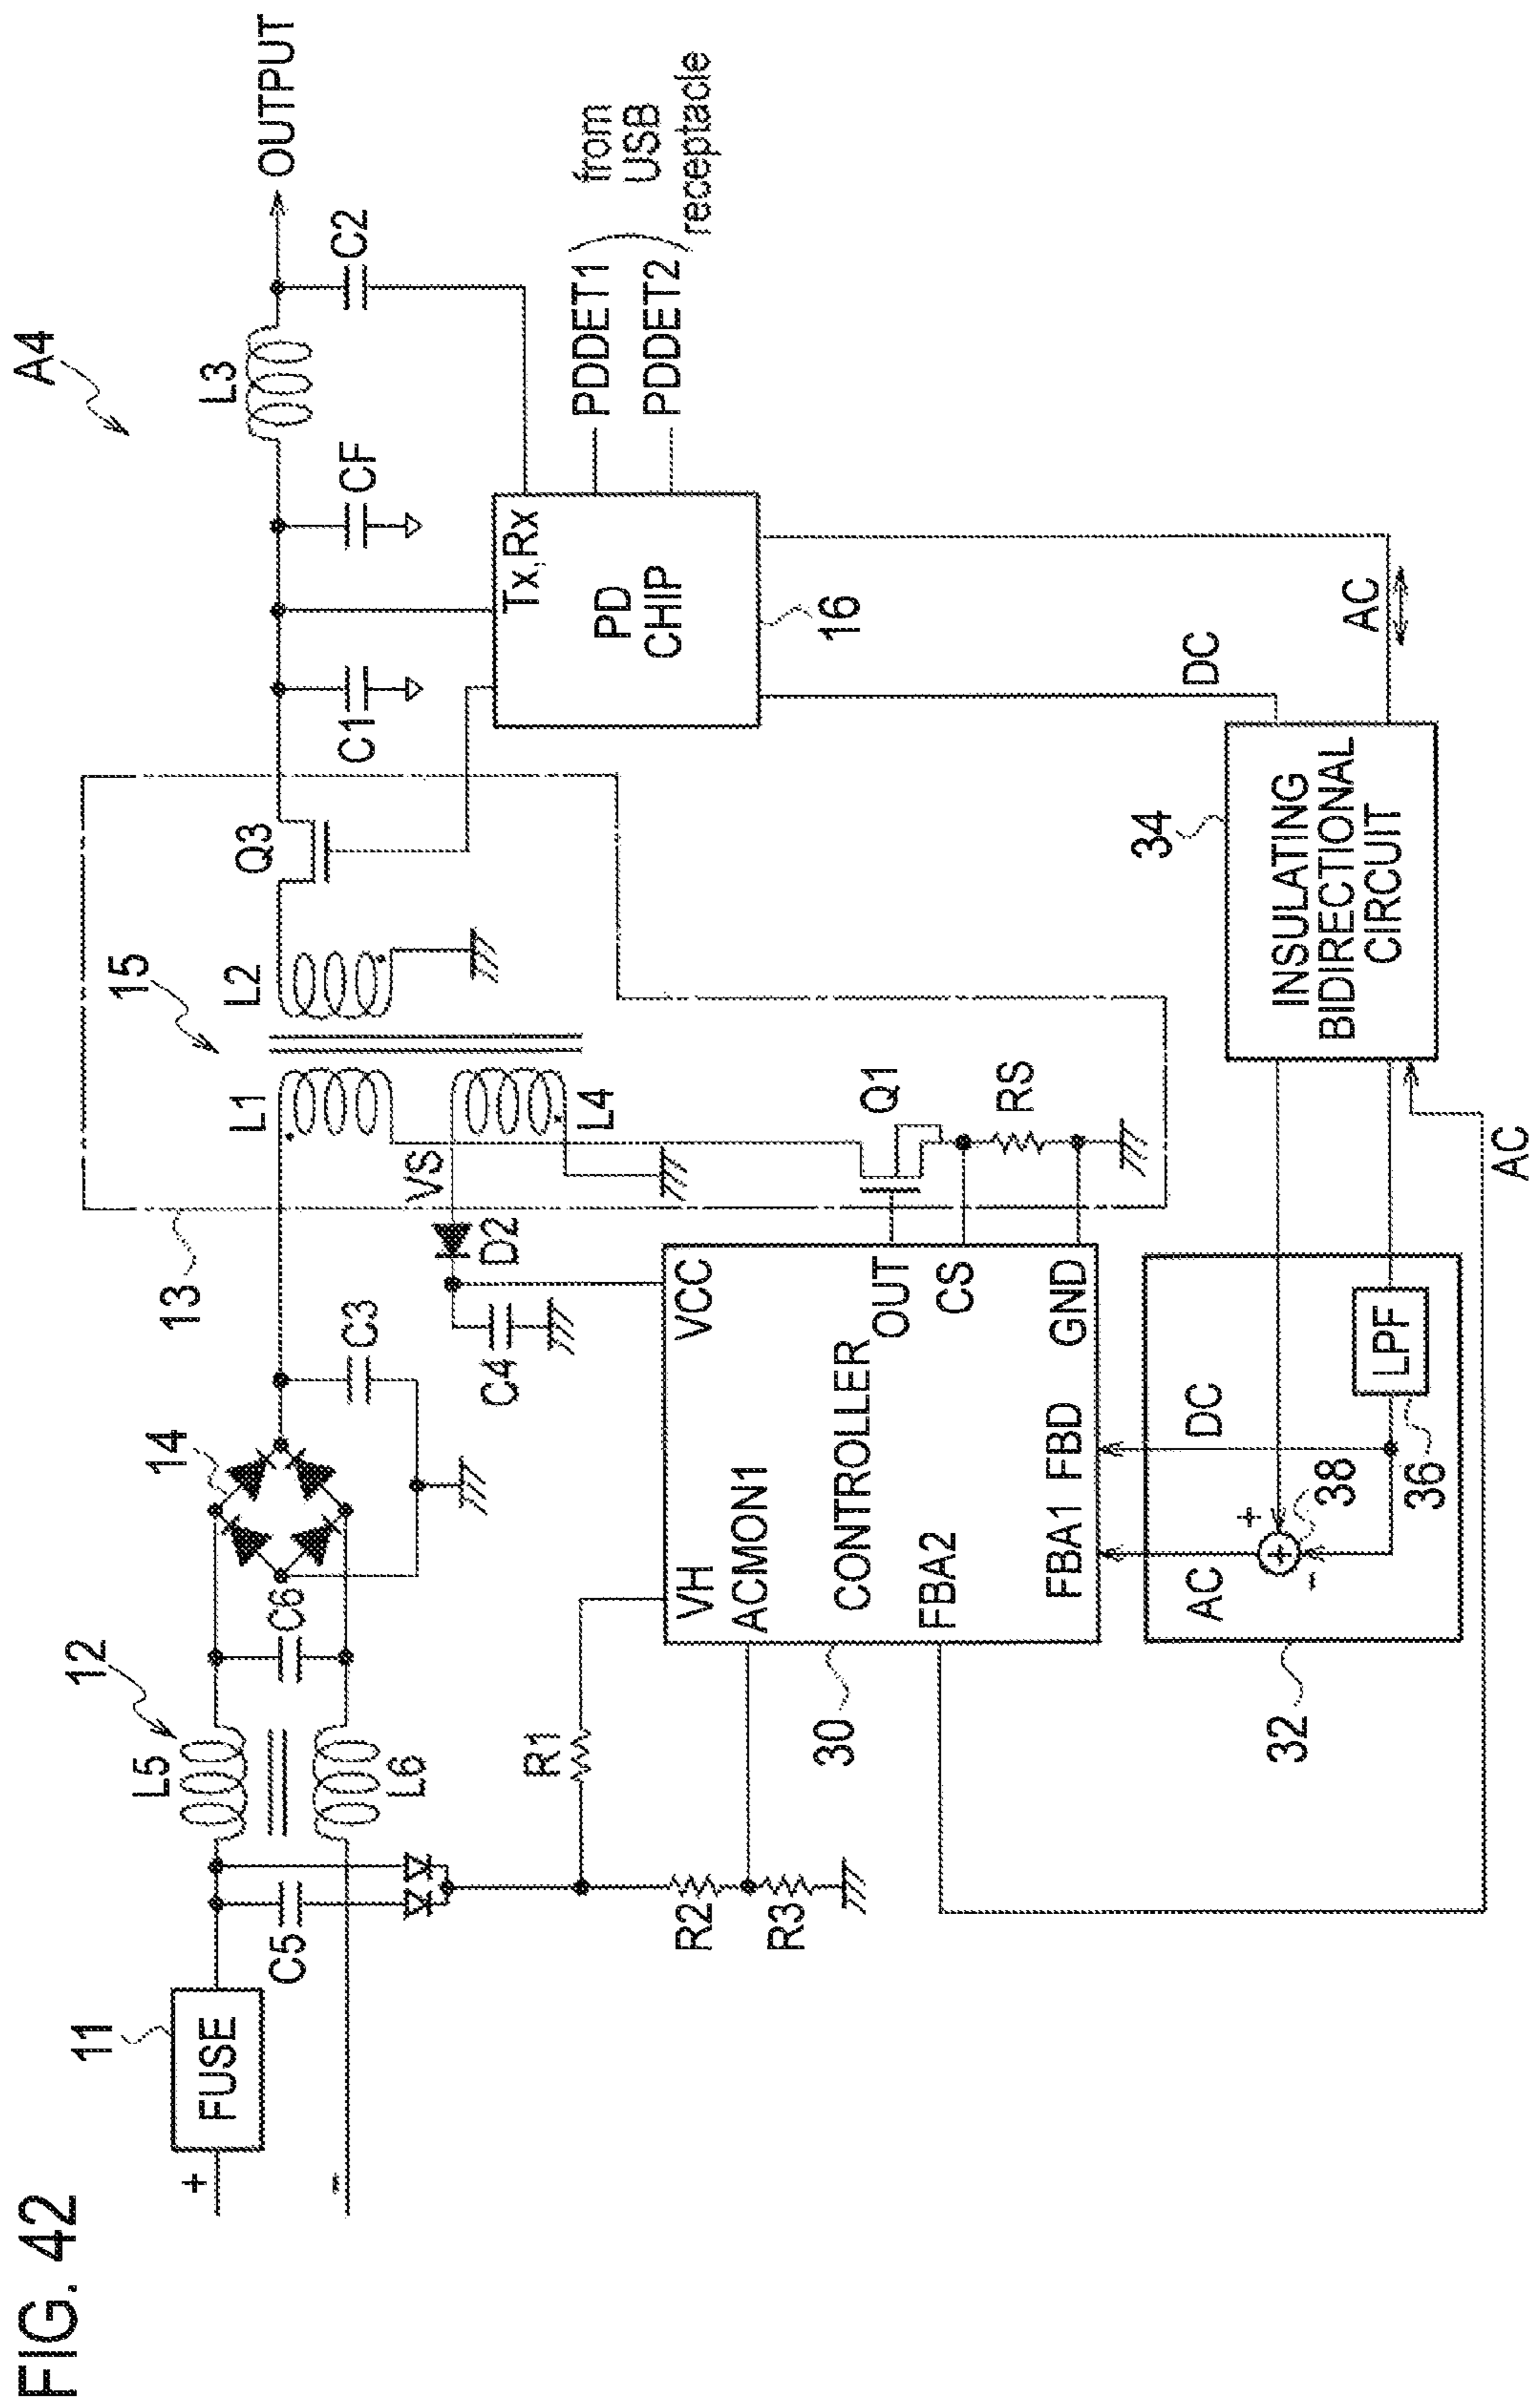 FIG. 42
A4
11
FUSE
+
-
12
L5
L6
C5
C6
14
C3
13
15
L1
L2
L4
VS
D2
C4
Q3
C1
CF
L3
C2
OUTPUT
Tx,Rx
PD
CHIP
16
PDDET1
PDDET2
from
USB
receptacle
R1
R2
R3
VH
VCC
ACMON1
CONTROLLER
OUT
CS
FBA2
FBA1
FBD
GND
30
Q1
RS
32
AC
DC
+
-
+
38
36
LPF
34
INSULATING
BIDIRECTIONAL
CIRCUIT
DC
AC
AC